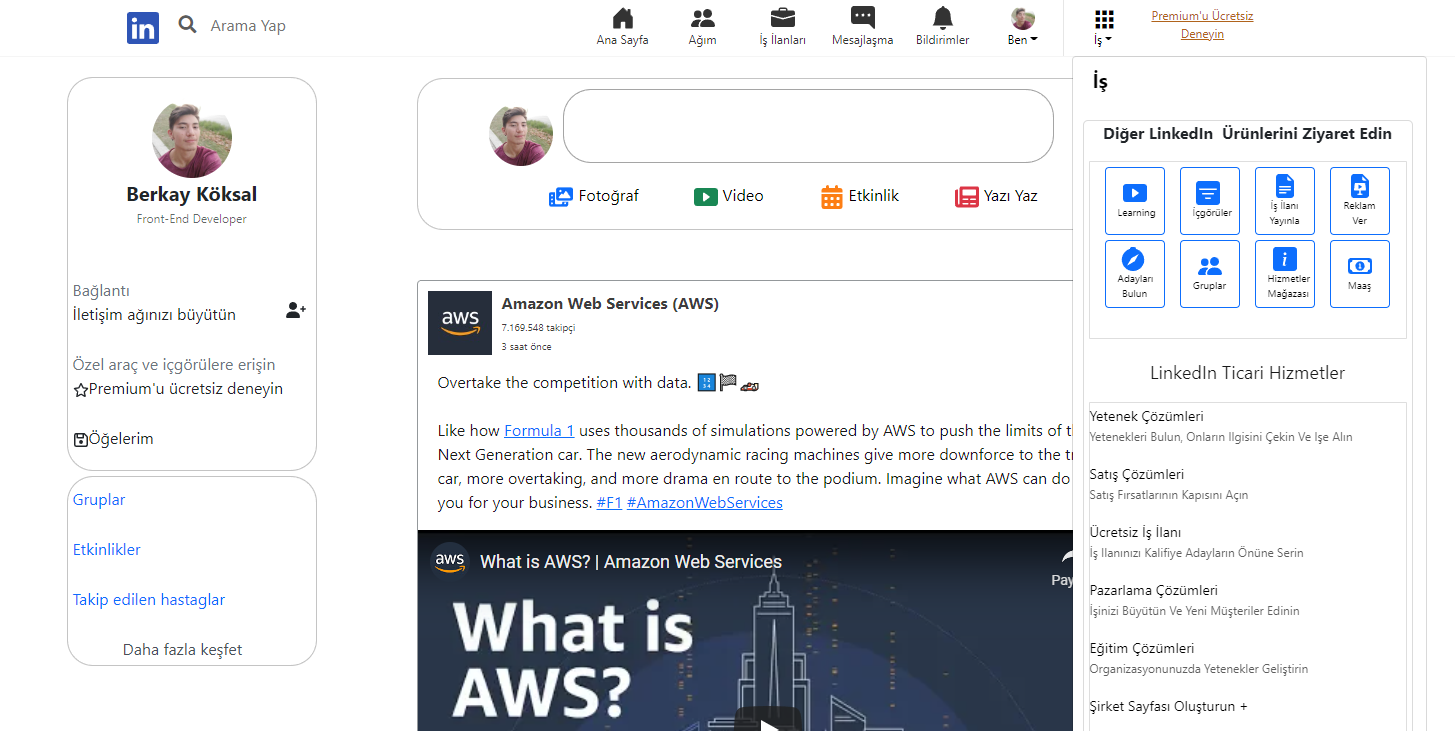 in
Arama Yap
Ana Sayfa
Ağım
İş İlanları
Mesajlaşma
Bildirimler
Ben
İş
Premium'u Ücretsiz
Deneyin
Berkay Köksal
Front-End Developer
Bağlantı
İletişim ağınızı büyütün
Özel araç ve içgörülere erişin
Premium'u ücretsiz deneyin
Öğelerim
Gruplar
Etkinlikler
Takip edilen hastaglar
Daha fazla keşfet
Fotoğraf
Video
Etkinlik
Yazı Yaz
aws
Amazon Web Services (AWS)
7.169.548 takipçi
3 saat önce
Overtake the competition with data. 🔢🏁🏎
Like how Formula 1 uses thousands of simulations powered by AWS to push the limits of t
Next Generation car. The new aerodynamic racing machines give more downforce to the t
car, more overtaking, and more drama en route to the podium. Imagine what AWS can do
you for your business. #F1 #AmazonWebServices
aws
What is AWS? | Amazon Web Services
Pay
What is
AWS?
İş
Diğer LinkedIn Ürünlerini Ziyaret Edin
Learning
İçgörüler
İş İlanı
Yayınla
Reklam
Ver
Adayları
Bulun
Gruplar
Hizmetler
Mağazası
Maaş
LinkedIn Ticari Hizmetler
Yetenek Çözümleri
Yetenekleri Bulun, Onların Ilgisini Çekin Ve Işe Alın
Satış Çözümleri
Satış Fırsatlarının Kapısını Açın
Ücretsiz İş İlanı
İş Ilanınızı Kalifiye Adayların Önüne Serin
Pazarlama Çözümleri
İşinizi Büyütün Ve Yeni Müşteriler Edinin
Eğitim Çözümleri
Organizasyonunuzda Yetenekler Geliştirin
Şirket Sayfası Oluşturun +